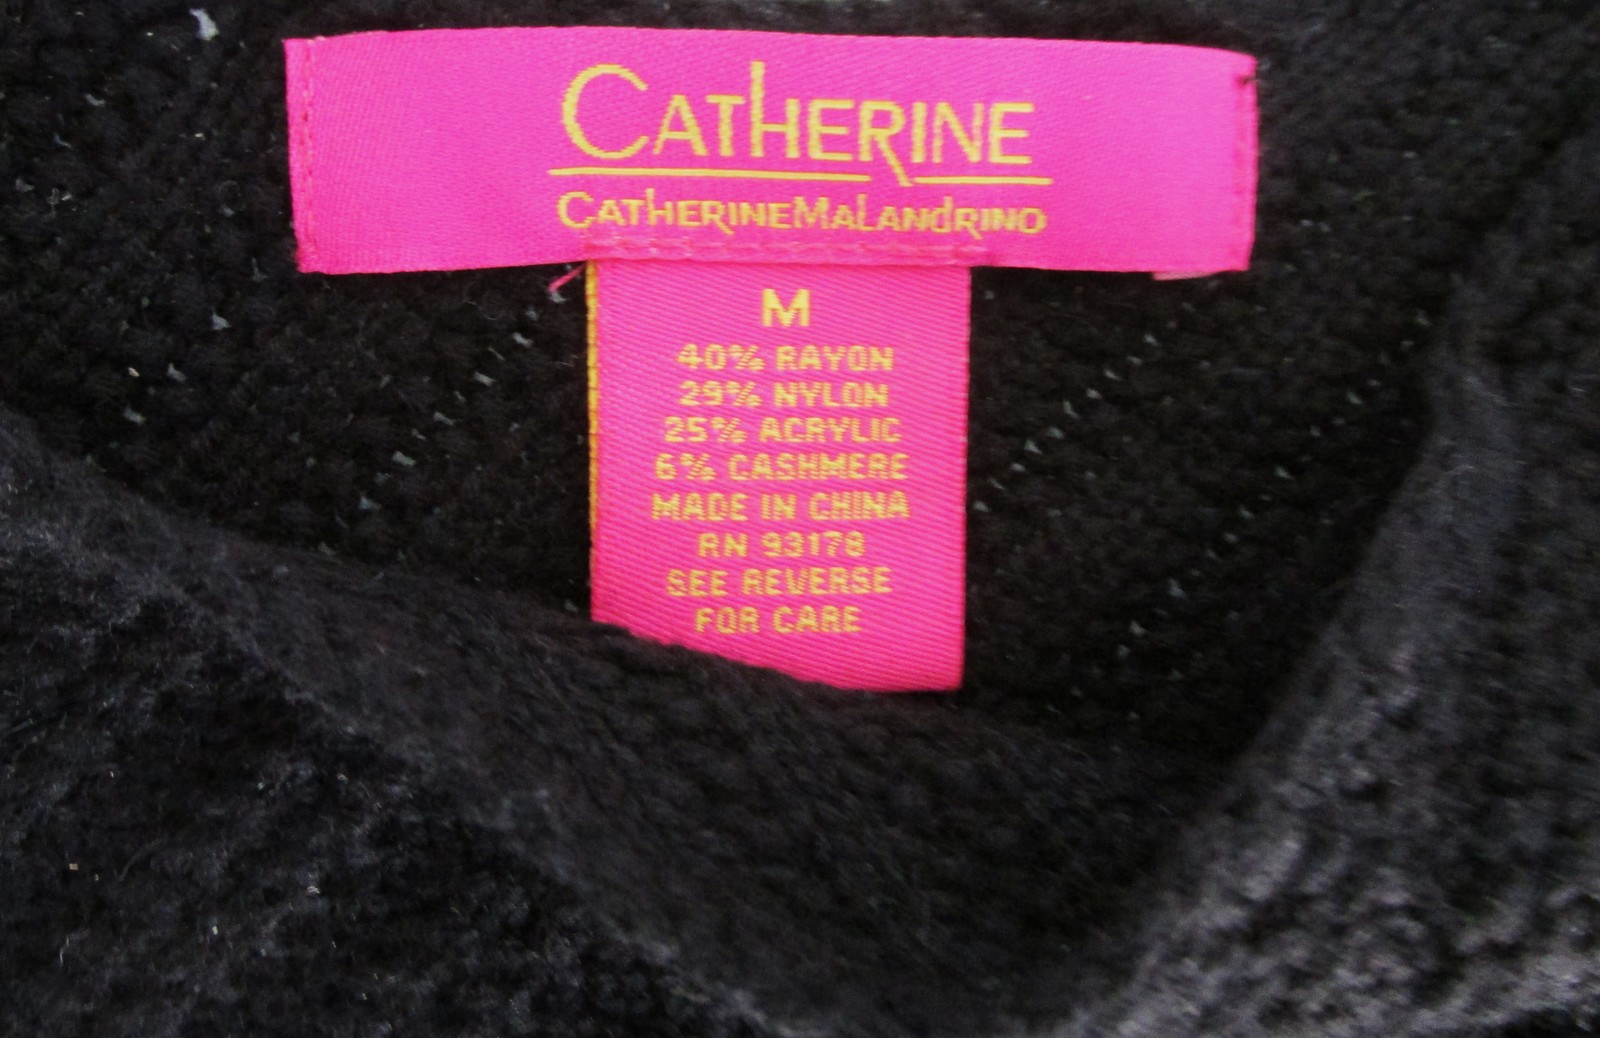 CATHERINE
CATHERINEMALANDRINO
M
40% RAYON
29% NYLON
25% ACRYLIC
6% CASHMERE
MADE IN CHINA
RN 93178
SEE REVERSE
FOR CARE